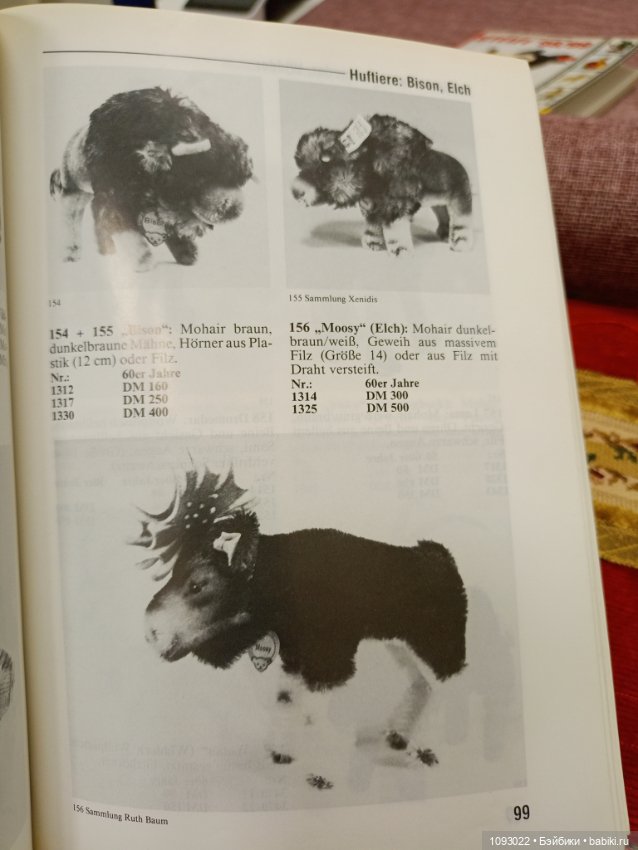 Huftiere: Bison, Elch
154
155 Sammlung Xenidis
154 + 155 „Bison“: Mohair braun,
dunkelbraune Mähne, Hörner aus Pla-
stik (12 cm) oder Filz.
Nr.: 60er Jahre
1312 DM 160
1317 DM 250
1330 DM 400
156 „Moosy“ (Elch): Mohair dunkel-
braun/weiß, Geweih aus massivem
Filz (Größe 14) oder aus Filz mit
Draht versteift.
Nr.: 60er Jahre
1314 DM 300
1325 DM 500
Moosy
156 Sammlung Ruth Baum
99
1093022 • Бэйбики / babiki.ru